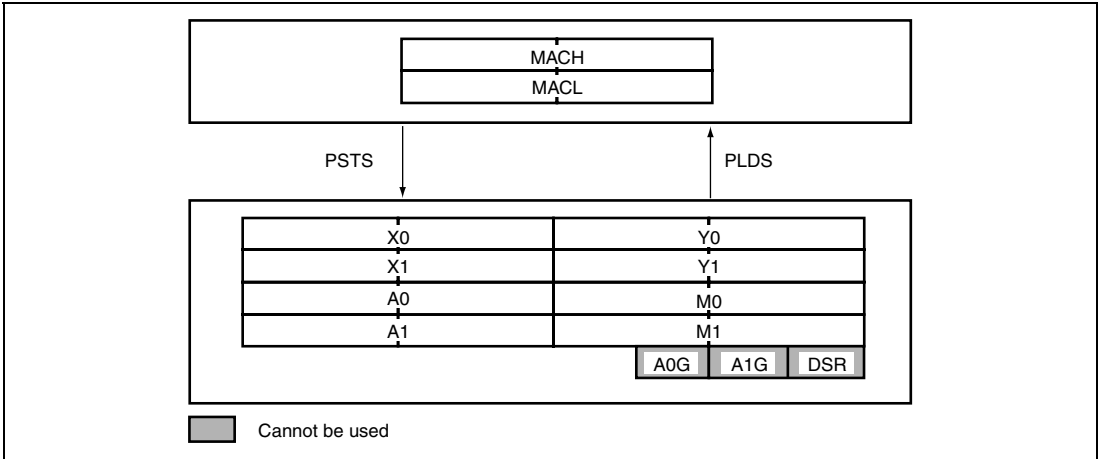 MACH
MACL
PSTS PLDS
X0 Y0
X1 Y1
A0 M0
A1 M1
A0G A1G DSR
Cannot be used